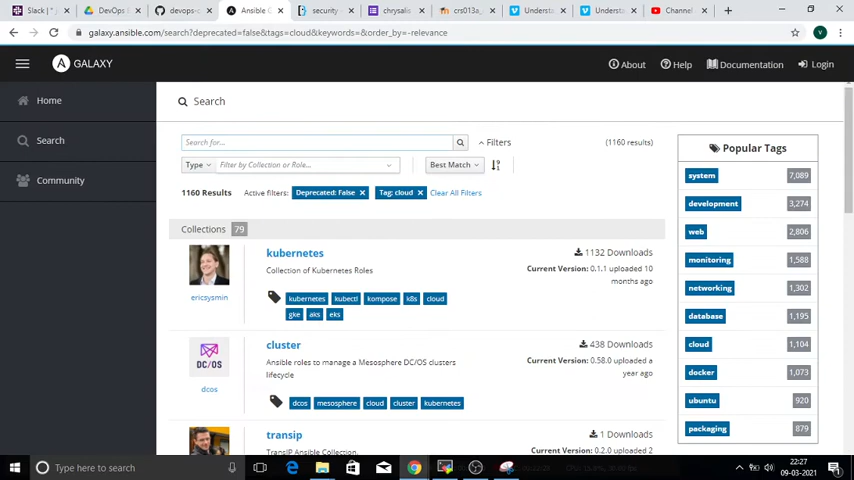 Slack | "
DevOps I
devops-c
Ansible G
security
chrysalis
crs013a_
Underst
Underst
Channel
galaxy.ansible.com/search?deprecated=false&tags=cloud&keywords=&order_by=-relevance
v
A GALAXY
About
Help
Documentation
Login
Home
Search
Community
Search
Search for...
Filters
(1160 results)
Type
Filter by Collection or Role...
Best Match
1160 Results
Active filters:
Deprecated: False
Tag: cloud
Clear All Filters
Collections 79
kubernetes
1132 Downloads
Collection of Kubernetes Roles
Current Version: 0.1.1 uploaded 10
months ago
ericsysmin
kubernetes kubectl kompose k8s cloud
gke aks eks
cluster
438 Downloads
Ansible roles to manage a Mesosphere DC/OS clusters
lifecycle
Current Version: 0.58.0 uploaded a
year ago
DC/OS
dcos
dcos mesosphere cloud cluster kubernetes
transip
1 Downloads
TransIP Ansible Collection.
Current Version: 0.2.0 uploaded 2
Popular Tags
system 7,089
development 3,274
web 2,806
monitoring 1,588
networking 1,302
database 1,195
cloud 1,104
docker 1,073
ubuntu 920
packaging 879
Type here to search
22:27
09-03-2021